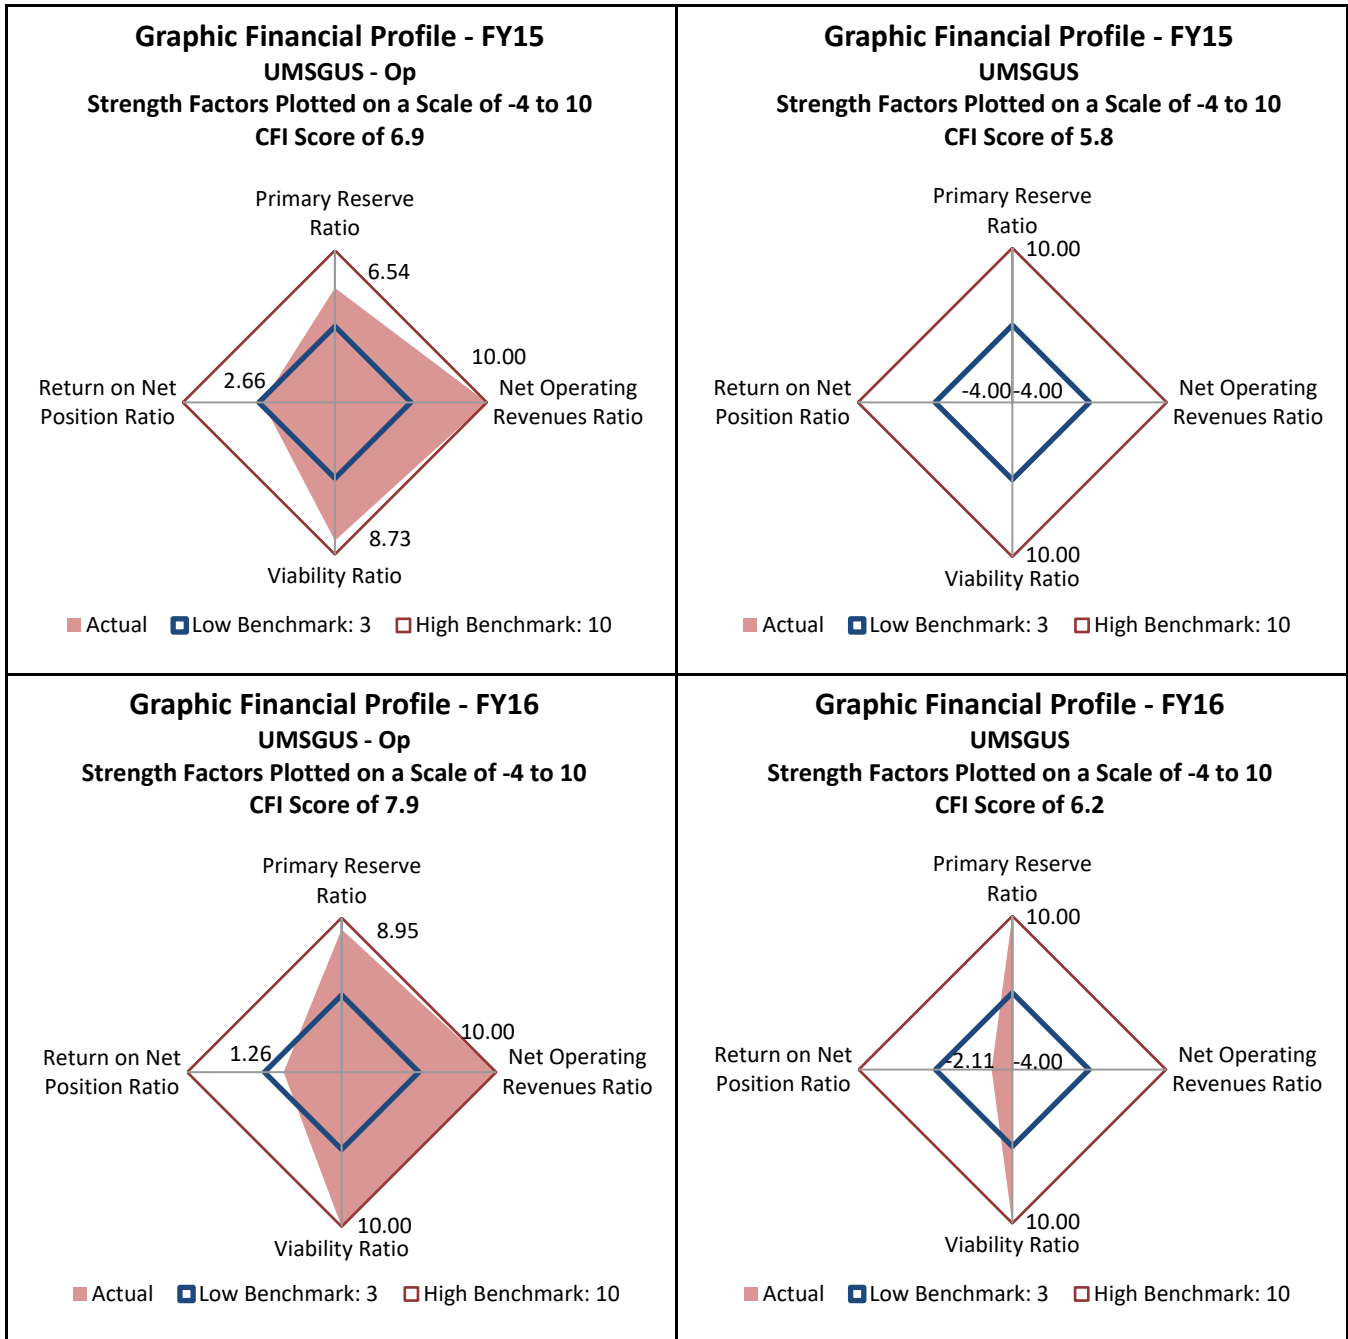 Graphic Financial Profile - FY15
UMSGUS - Op
Strength Factors Plotted on a Scale of -4 to 10
CFI Score of 6.9
Primary Reserve
Ratio
6.54
10.00
Net Operating
Revenues Ratio
2.66
Return on Net
Position Ratio
8.73
Viability Ratio
Actual Low Benchmark: 3 High Benchmark: 10
Graphic Financial Profile - FY15
UMSGUS
Strength Factors Plotted on a Scale of -4 to 10
CFI Score of 5.8
Primary Reserve
Ratio
10.00
Return on Net
Position Ratio
-4.00 -4.00
Net Operating
Revenues Ratio
10.00
Viability Ratio
Actual Low Benchmark: 3 High Benchmark: 10
Graphic Financial Profile - FY16
UMSGUS - Op
Strength Factors Plotted on a Scale of -4 to 10
CFI Score of 7.9
Primary Reserve
Ratio
8.95
10.00
Net Operating
Revenues Ratio
1.26
Return on Net
Position Ratio
10.00
Viability Ratio
Actual Low Benchmark: 3 High Benchmark: 10
Graphic Financial Profile - FY16
UMSGUS
Strength Factors Plotted on a Scale of -4 to 10
CFI Score of 6.2
Primary Reserve
Ratio
10.00
Return on Net
Position Ratio
-2.11 -4.00
Net Operating
Revenues Ratio
10.00
Viability Ratio
Actual Low Benchmark: 3 High Benchmark: 10